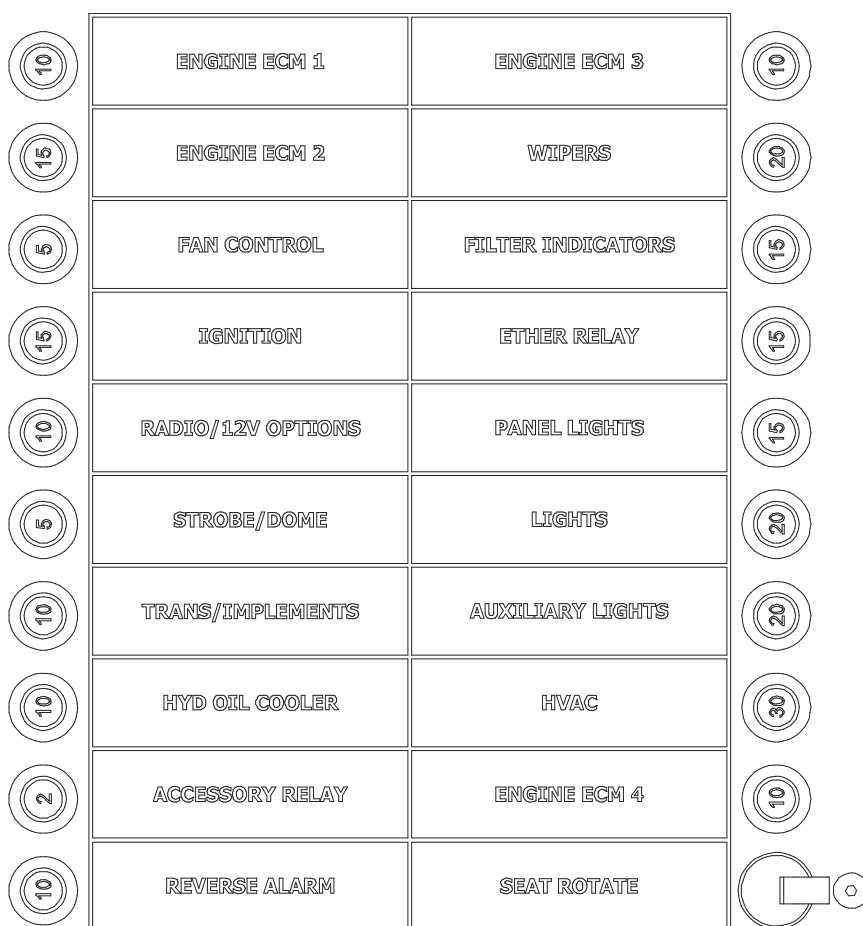 10 ENGINE ECM 1 ENGINE ECM 3 10
15 ENGINE ECM 2 WIPERS 20
5 FAN CONTROL FILTER INDICATORS 15
15 IGNITION ETHER RELAY 15
10 RADIO/12V OPTIONS PANEL LIGHTS 15
5 STROBE/DOME LIGHTS 20
10 TRANS/IMPLEMENTS AUXILIARY LIGHTS 20
10 HYD OIL COOLER HVAC 30
2 ACCESSORY RELAY ENGINE ECM 4 10
10 REVERSE ALARM SEAT ROTATE